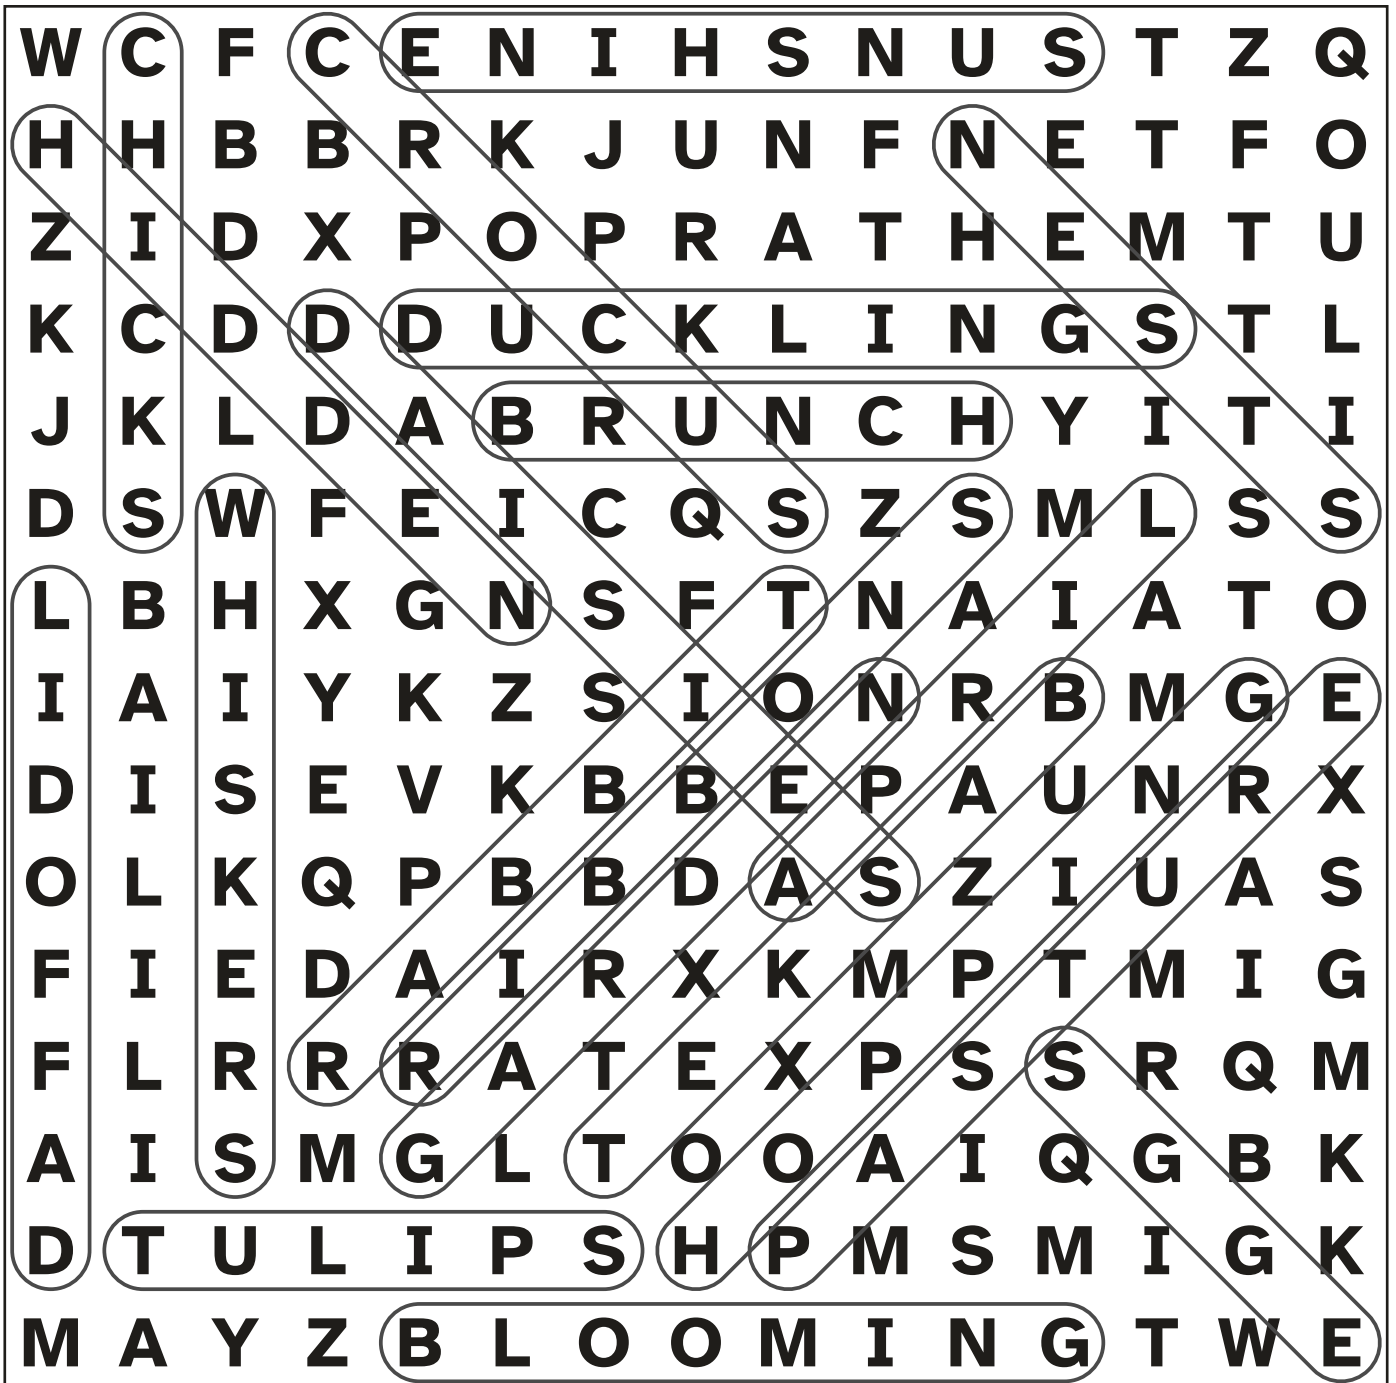 W C F C E N I H S N U S T Z Q
H H B B R K J U N F N E T F O
Z I D X P O P R A T H E M T U
K C D D D U C K L I N G S T L
J K L D A B R U N C H Y I T I
D S W F E I C Q S Z S M L S S
L B H X G N S F T N A I A T O
I A I Y K Z S I O N R B M G E
D I S E V K B B E P A U N R X
O L K Q P B B D A S Z I U A S
F I E D A I R X K M P T M I G
F L R R R A T E X P S S R Q M
A I S M G L T O O A I Q G B K
D T U L I P S H P M S M I G K
M A Y Z B L O O M I N G T W E